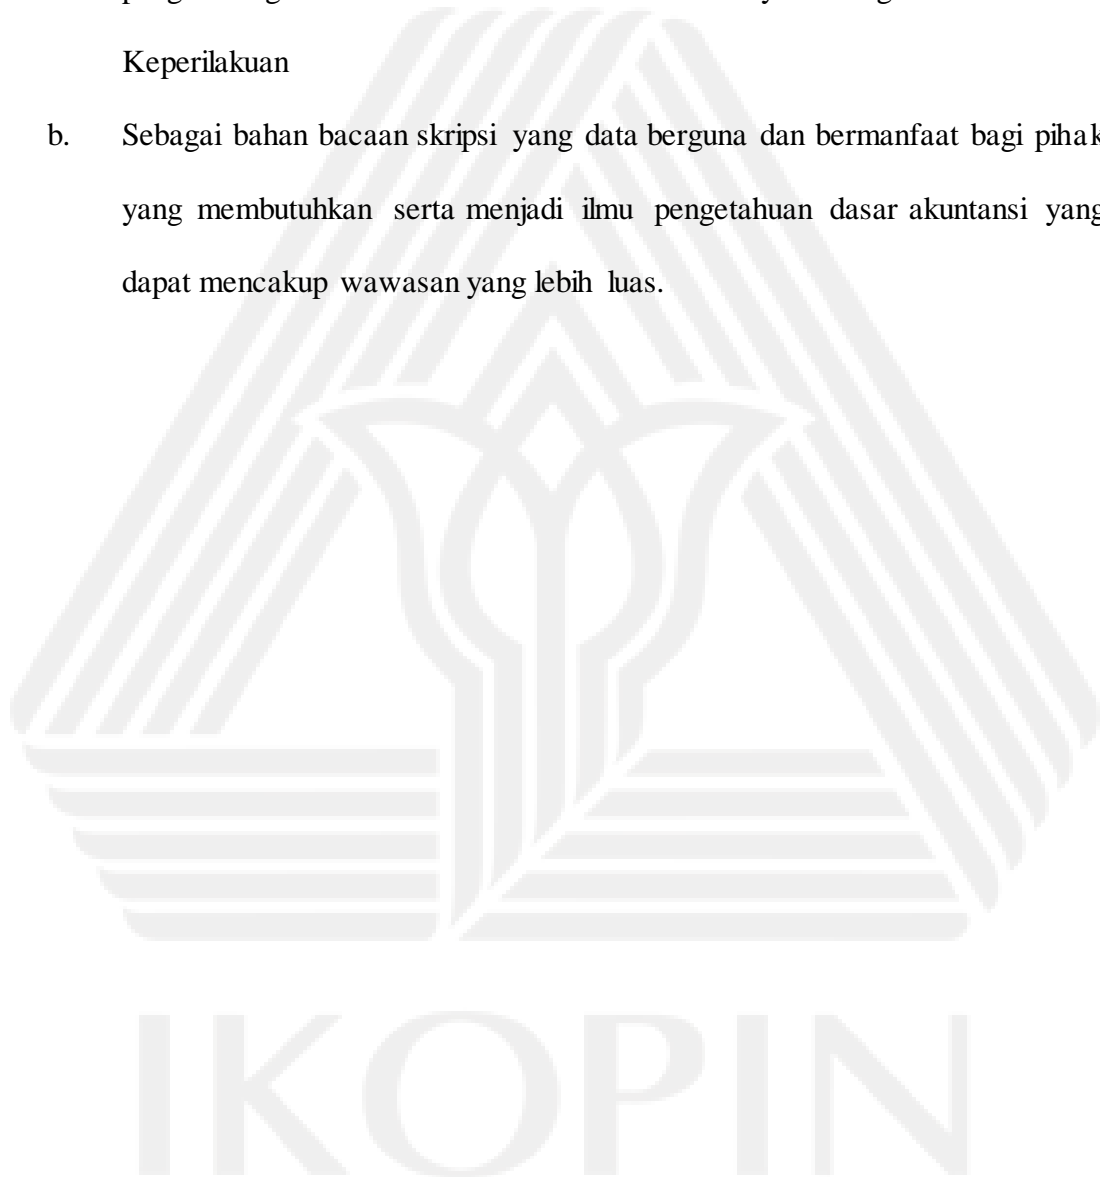 Keperilakuan
b. Sebagai bahan bacaan skripsi yang data berguna dan bermanfaat bagi pihak
yang membutuhkan serta menjadi ilmu pengetahuan dasar akuntansi yang
dapat mencakup wawasan yang lebih luas.
IKOPIN